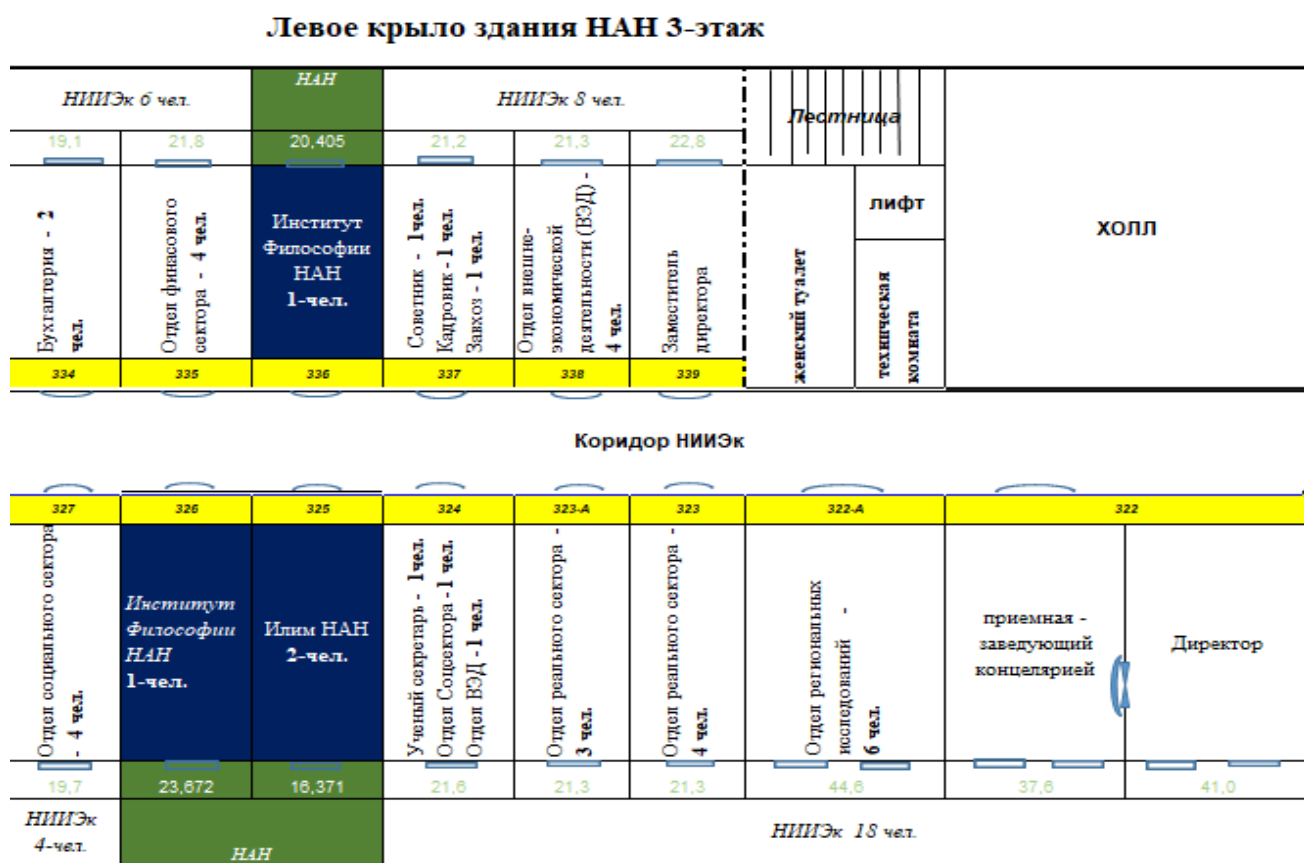 Левое крыло здания НАН 3-этаж
НИИЭк 6 чел.
НАН
НИИЭк 8 чел.
Лестница
19,1
21,8
20,405
21,2
21,3
22,8
Бухгалтерия - 2
чел.
Отдел финасового
сектора - 4 чел.
Институт
Философии
НАН
1-чел.
Советник - 1чел.
Кадровик - 1 чел.
Завхоз - 1 чел.
Отдел внешне-
экономической
деятельности (ВЭД) -
4 чел.
Заместитель
директора
женский туалет
лифт
техническая
комната
ХОЛЛ
334
335
336
337
338
339
Коридор НИИЭк
327
326
325
324
323-А
323
322-А
322
Отдел социального сектора
- 4 чел.
Институт
Философии
НАН
1-чел.
Илим НАН
2-чел.
Ученый секретарь - 1чел.
Отдел Соцсектора - 1 чел.
Отдел ВЭД - 1 чел.
Отдел реального сектора -
3 чел.
Отдел реального сектора -
4 чел.
Отдел региональных
исследований -
6 чел.
приемная -
заведующий
концелярией
Директор
19,7
23,672
16,371
21,6
21,3
21,3
44,6
37,6
41,0
НИИЭк
4-чел.
НАН
НИИЭк 18 чел.